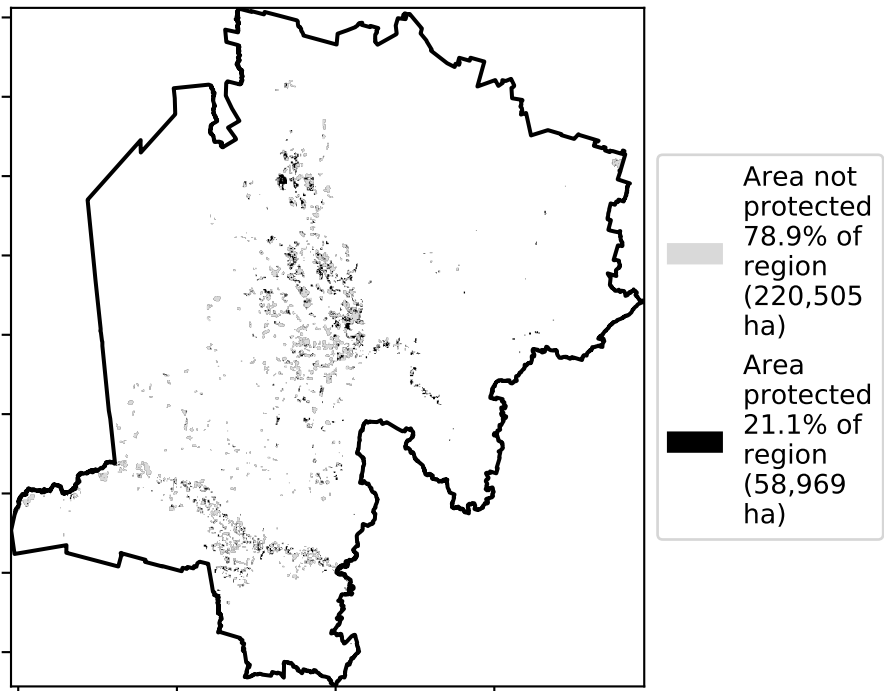 Area not
protected
78.9% of
region
(220,505
ha)
Area
protected
21.1% of
region
(58,969
ha)